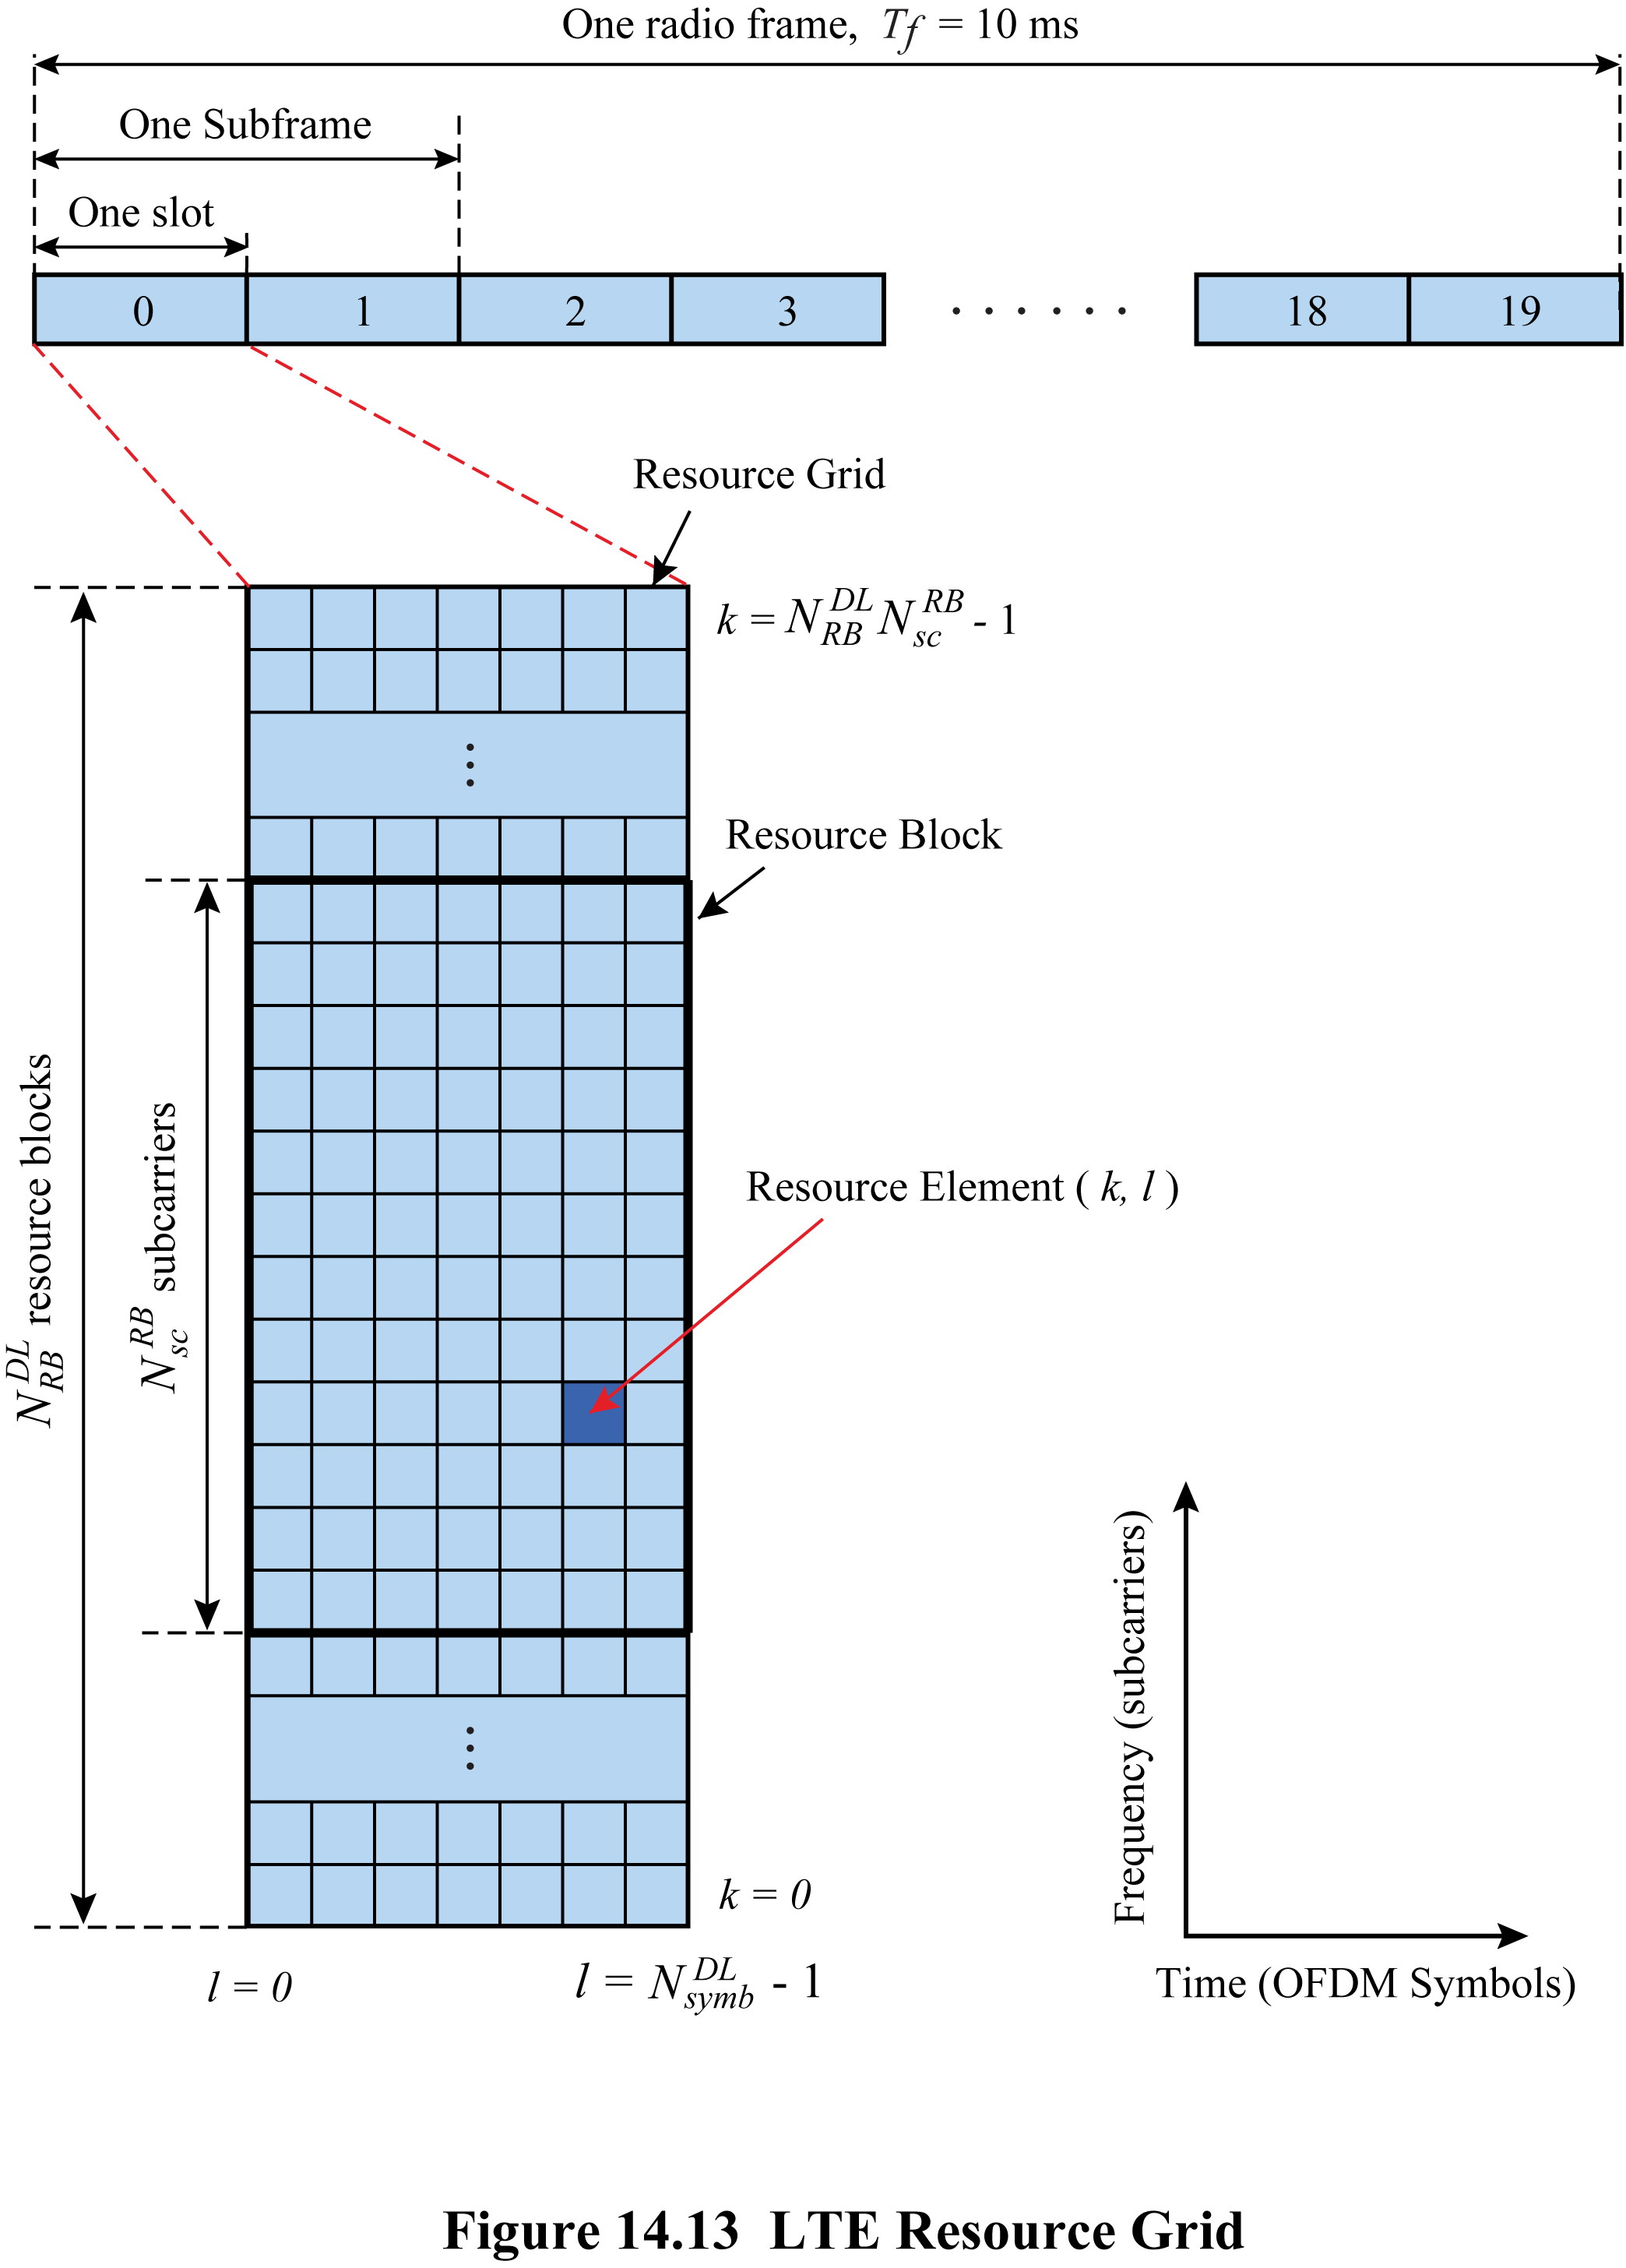 One radio frame, T_f = 10 ms
One Subframe
One slot
0 1 2 3 . . . . . . 18 19
Resource Grid
k = N_{RB}^{DL} N_{sc}^{RB} - 1
Resource Block
Resource Element ( k, l )
N_{RB}^{DL} resource blocks
N_{sc}^{RB} subcarriers
k = 0
l = 0
l = N_{symb}^{DL} - 1
Frequency (subcarriers)
Time (OFDM Symbols)
Figure 14.13 LTE Resource Grid